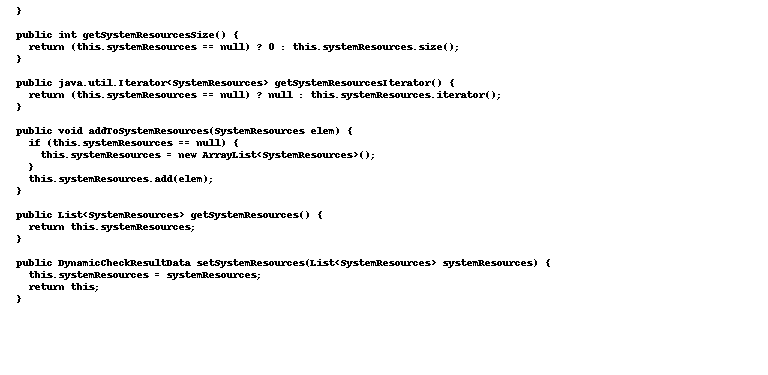 }
public int getSystemResourcesSize() {
return (this.systemResources == null) ? 0 : this.systemResources.size();
}
public java.util.Iterator<SystemResources> getSystemResourcesIterator() {
return (this.systemResources == null) ? null : this.systemResources.iterator();
}
public void addToSystemResources(SystemResources elem) {
if (this.systemResources == null) {
this.systemResources = new ArrayList<SystemResources>();
}
this.systemResources.add(elem);
}
public List<SystemResources> getSystemResources() {
return this.systemResources;
}
public DynamicCheckResultData setSystemResources(List<SystemResources> systemResources) {
this.systemResources = systemResources;
return this;
}